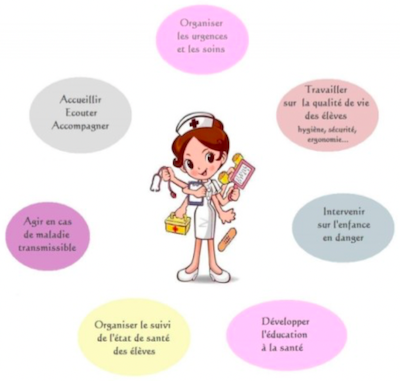 Organiser
les urgences
et les soins
Travailler
sur la qualité de vie
des élèves
hygiène, sécurité,
ergonomie...
Intervenir
sur l'enfance
en danger
Développer
l'éducation
à la santé
Organiser le suivi
de l'état de santé
des élèves
Agir en cas
de maladie
transmissible
Accueillir
Ecouter
Accompagner